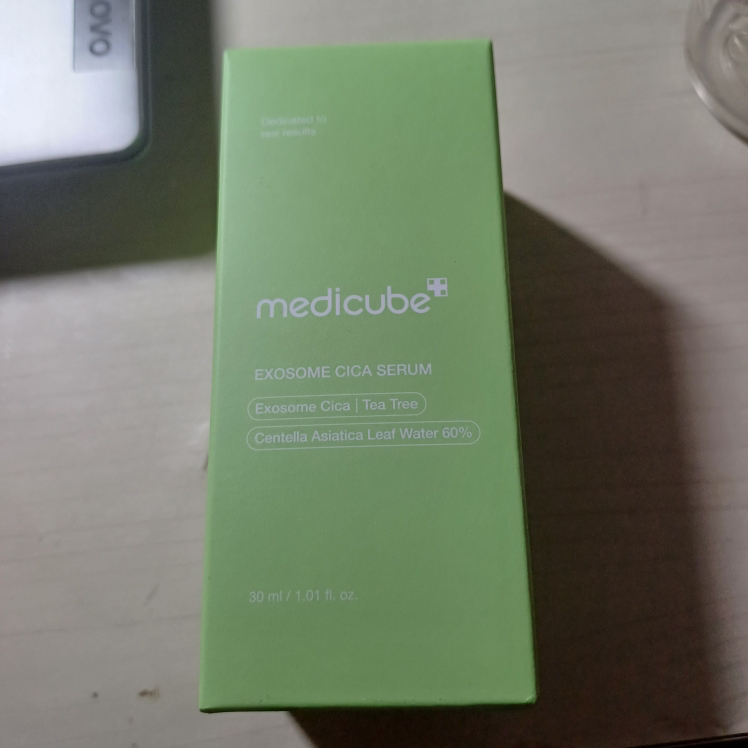 Lenovo
Dedicated to
real results
medicube
EXOSOME CICA SERUM
Exosome Cica | Tea Tree
Centella Asiatica Leaf Water 60%
30 ml / 1.01 fl. oz.